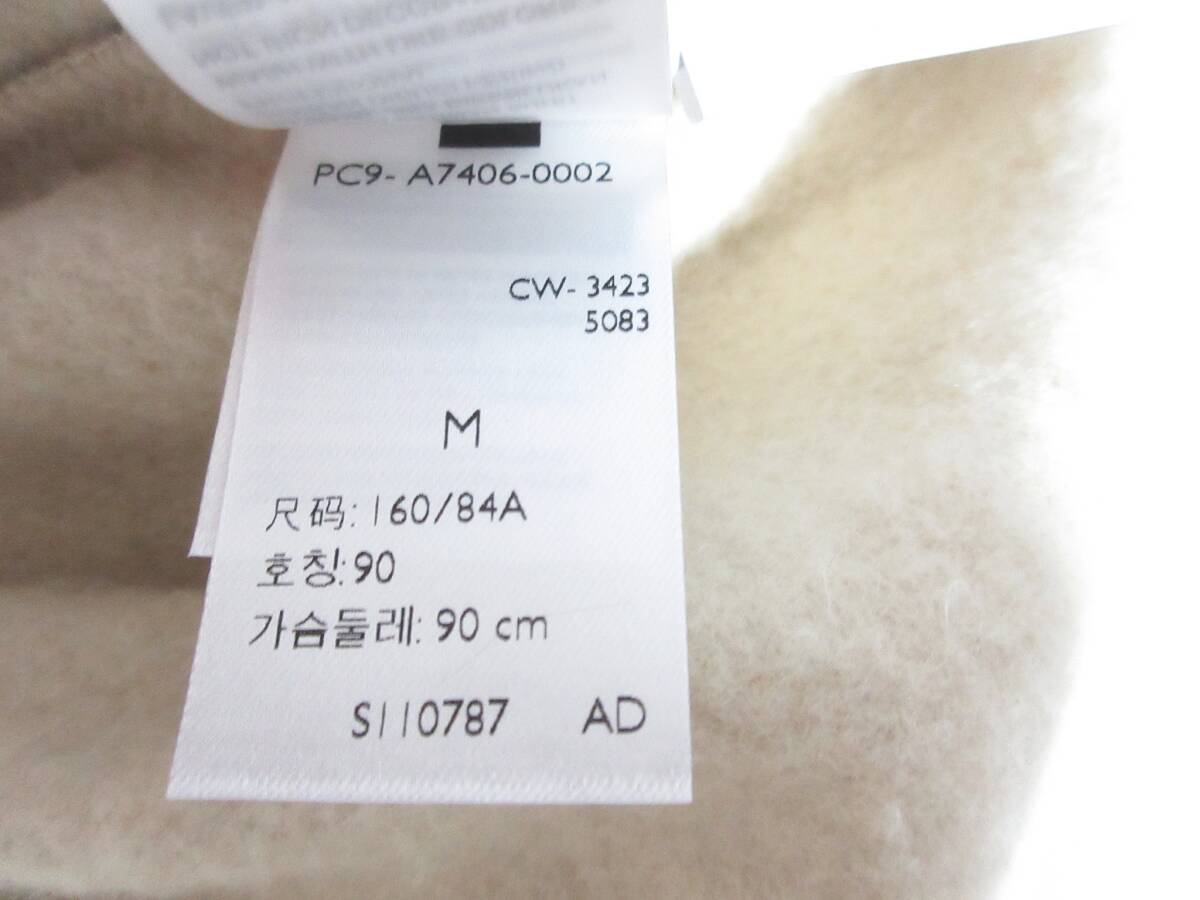 PC9- A7406-0002
CW- 3423
5083
M
尺码: 160/84A
호칭: 90
가슴둘레: 90 cm
S110787 AD